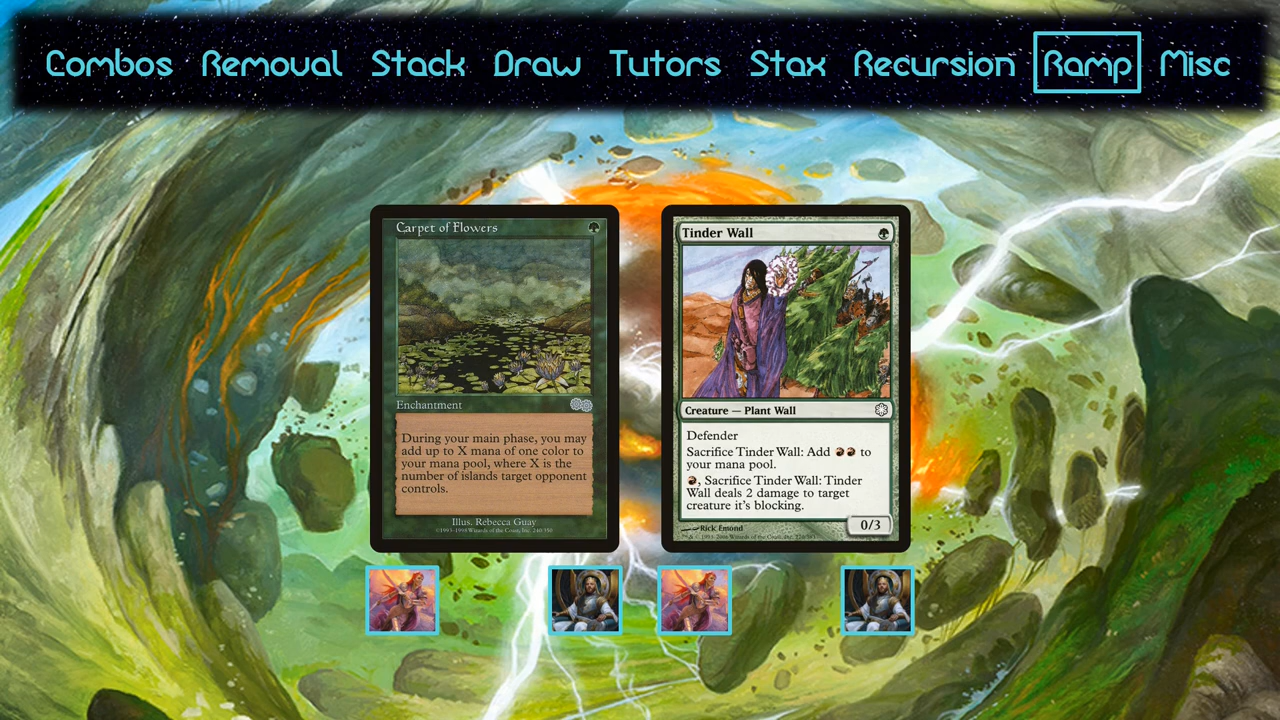 Combos Removal Stack Draw Tutors Stax Recursion Ramp Misc
Carpet of Flowers
Enchantment
During your main phase, you may
add up to X mana of one color to
your mana pool, where X is the
number of islands target opponent
controls.
Illus. Rebecca Guay
Tinder Wall
Creature — Plant Wall
Defender
Sacrifice Tinder Wall: Add to
your mana pool.
, Sacrifice Tinder Wall: Tinder
Wall deals 2 damage to target
creature it's blocking.
Rick Emond
0/3